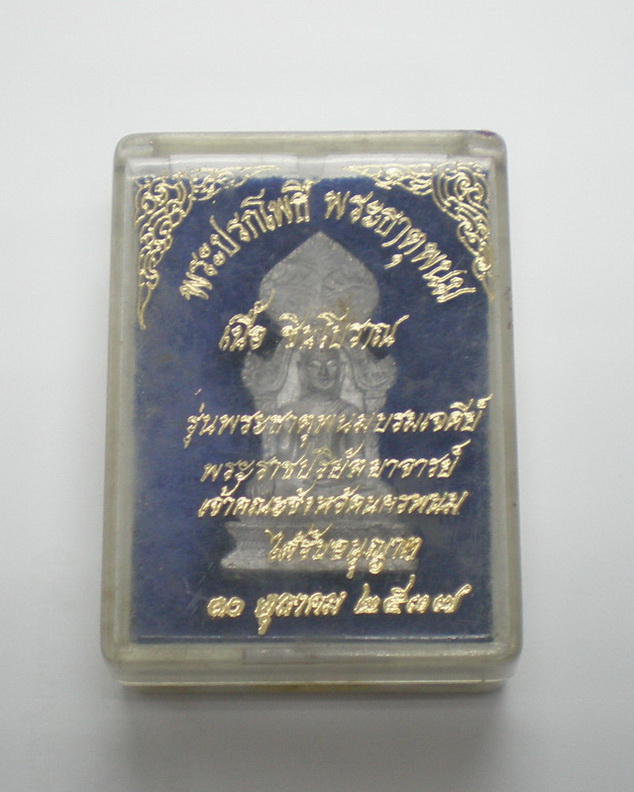 พระปรกโพธิ์ พระธาตุพนม
เนื้อ ชินโบราณ
รุ่นพระธาตุพนมบรมเจดีย์
พระราชปริยัติมาจารย์
เจ้าคณะจังหวัดนครพนม
ได้รับอนุญาต
๓๐ ตุลาคม ๒๕๓๗